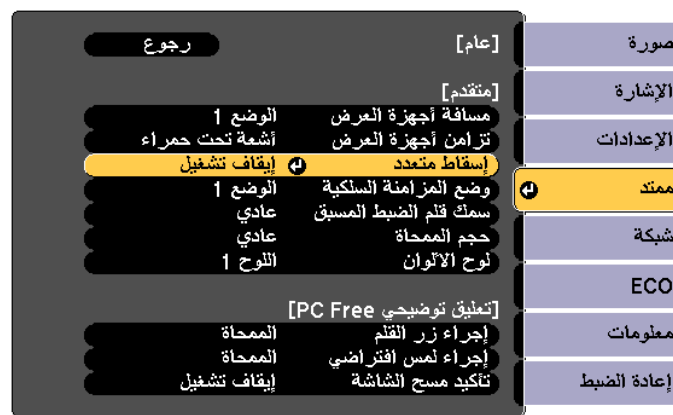 صورة
الإشارة
الإعدادات
ممتد
شبكة
ECO
معلومات
إعادة الضبط
[عام] رجوع
[متقدم]
مسافة أجهزة العرض الوضع 1
تزامن أجهزة العرض أشعة تحت حمراء
إسقاط متعدد إيقاف تشغيل
وضع المزامنة السلكية الوضع 1
سمك قلم الضبط المسبق عادي
حجم الممحاة عادي
لوح الألوان اللوح 1
[تعليق توضيحي PC Free]
إجراء زر القلم الممحاة
إجراء لمس افتراضي الممحاة
تأكيد مسح الشاشة إيقاف تشغيل